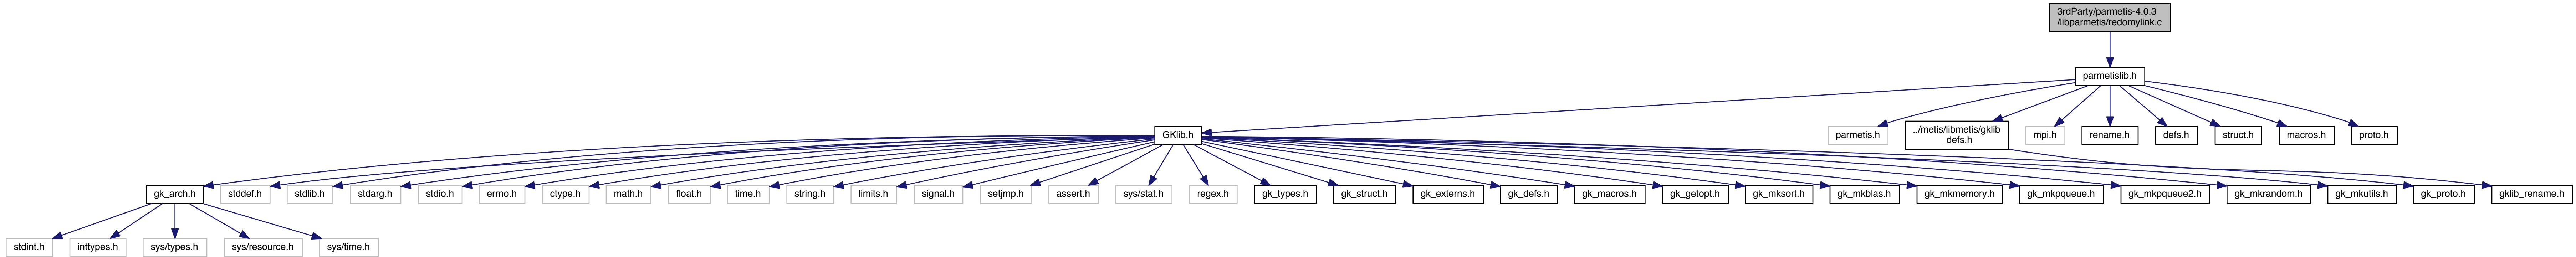 3rdParty/parmetis-4.0.3
/libparmetis/redomylink.c
parmetislib.h
GKlib.h
parmetis.h
../metis/libmetis/gklib
_defs.h
mpi.h
rename.h
defs.h
struct.h
macros.h
proto.h
gk_arch.h
stddef.h
stdlib.h
stdarg.h
stdio.h
errno.h
ctype.h
math.h
float.h
time.h
string.h
limits.h
signal.h
setjmp.h
assert.h
sys/stat.h
regex.h
gk_types.h
gk_struct.h
gk_externs.h
gk_defs.h
gk_macros.h
gk_getopt.h
gk_mksort.h
gk_mkblas.h
gk_mkmemory.h
gk_mkpqueue.h
gk_mkpqueue2.h
gk_mkrandom.h
gk_mkutils.h
gk_proto.h
gklib_rename.h
stdint.h
inttypes.h
sys/types.h
sys/resource.h
sys/time.h